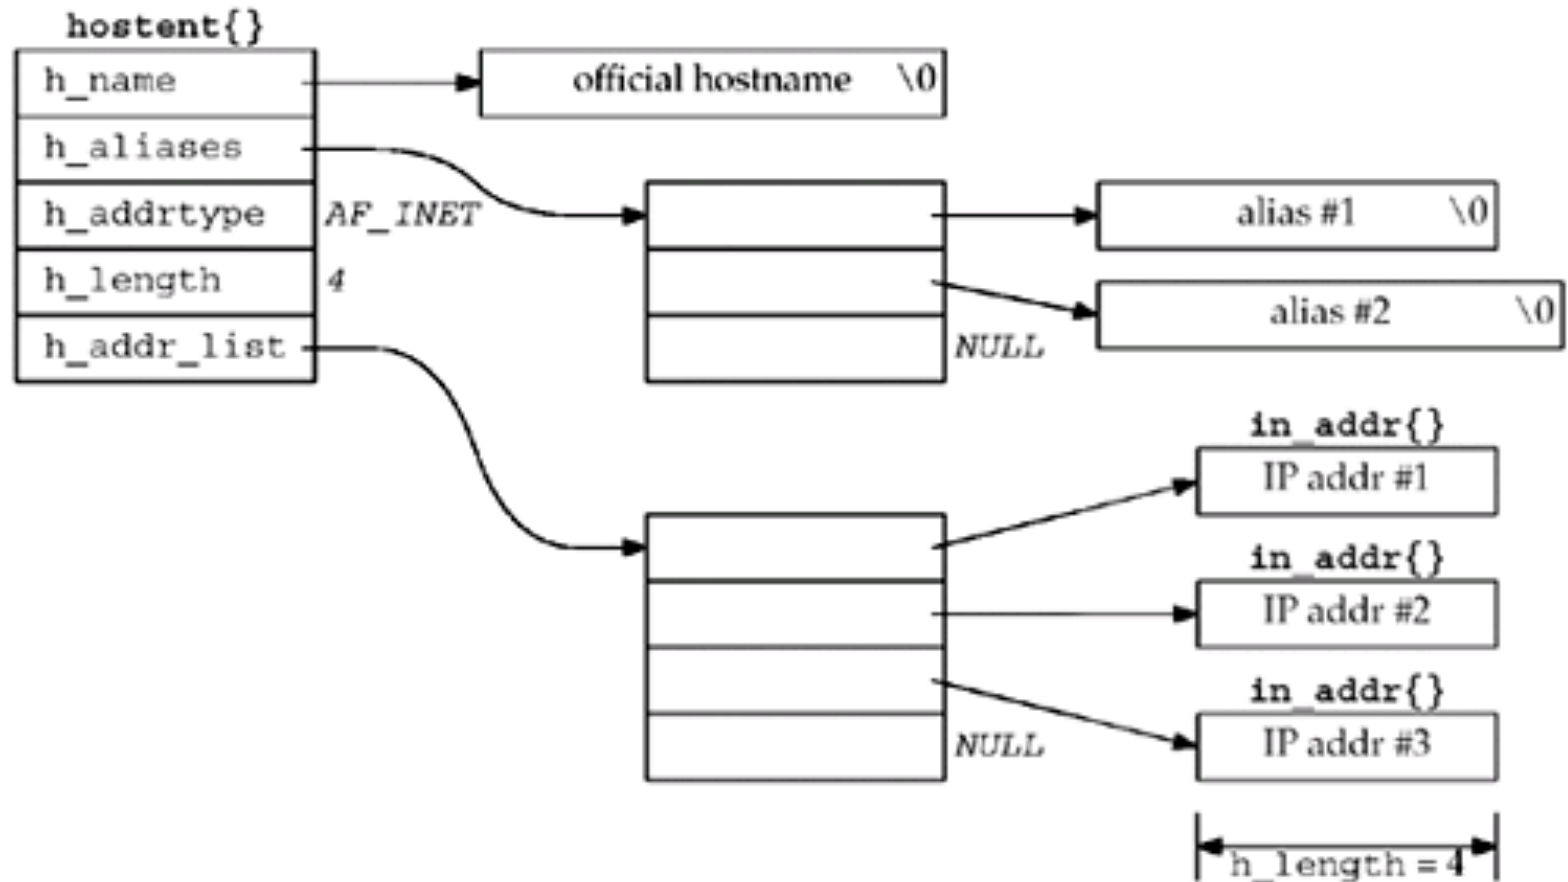 hostent{}
h_name
official hostname \0
h_aliases
h_addrtype AF_INET
alias #1 \0
h_length 4
alias #2 \0
h_addr_list
NULL
in_addr{}
IP addr #1
in_addr{}
IP addr #2
in_addr{}
IP addr #3
NULL
h_length = 4